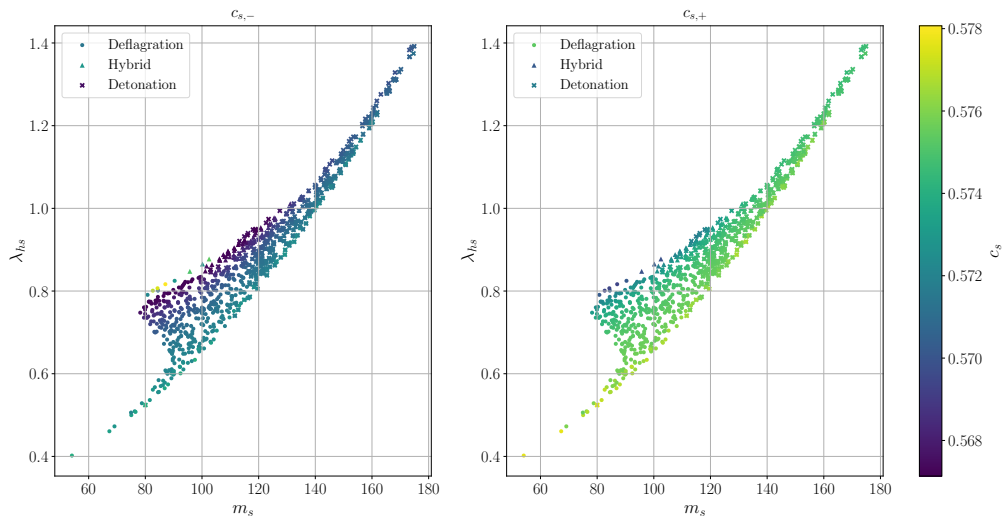 c_{s,−}
c_{s,+}
Deflagration
Hybrid
Detonation
Deflagration
Hybrid
Detonation
1.4
1.2
1.0
0.8
0.6
0.4
λ_{hs}
60 80 100 120 140 160 180
m_s
1.4
1.2
1.0
0.8
0.6
0.4
λ_{hs}
60 80 100 120 140 160 180
m_s
0.578
0.576
0.574
0.572
0.570
0.568
c_s